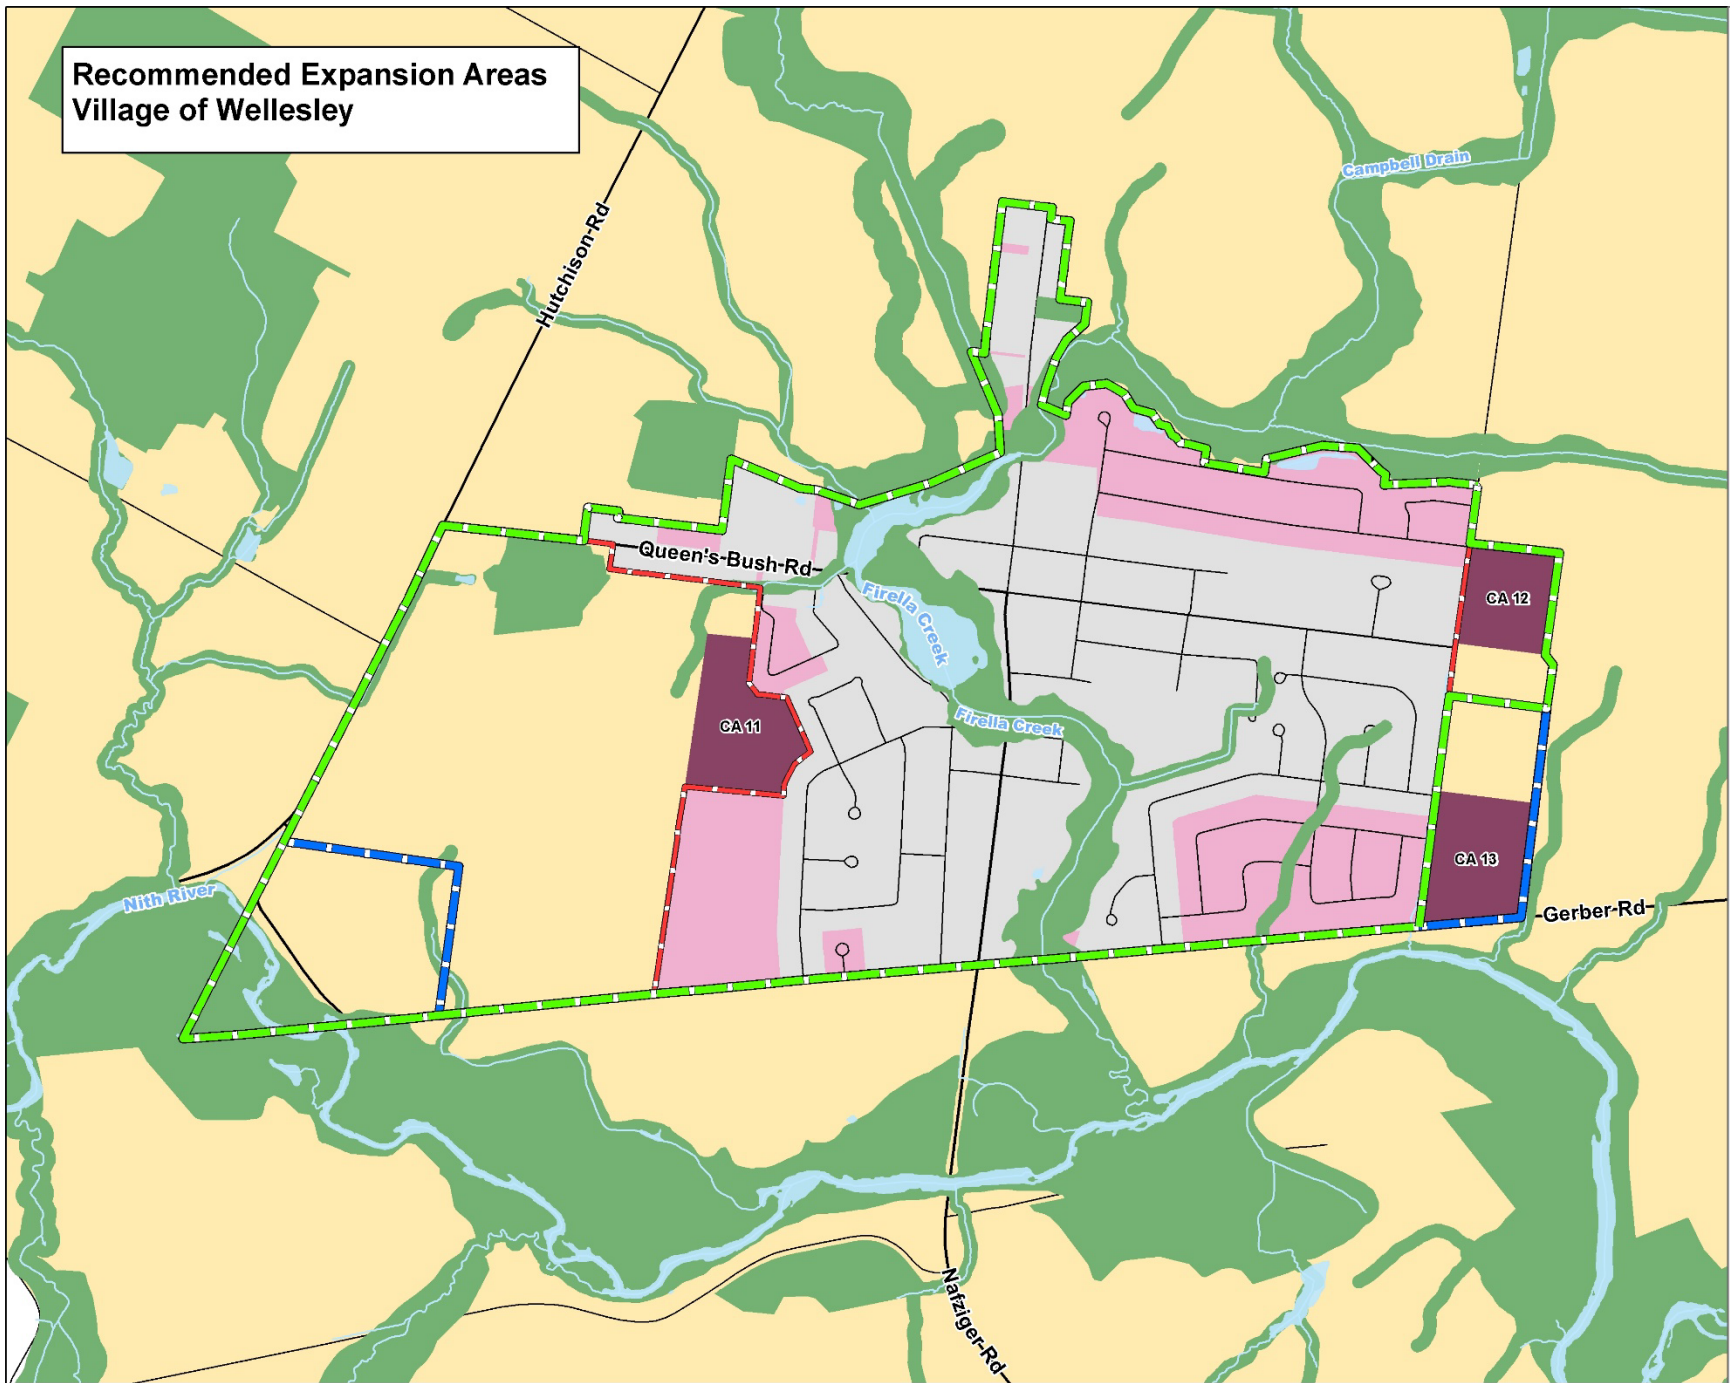 Recommended Expansion Areas
Village of Wellesley
Campbell Drain
Hutchison Rd
Queen's Bush Rd
Firella Creek
CA 12
CA 11
Firella Creek
CA 13
Nith River
Gerber Rd
Nafziger Rd